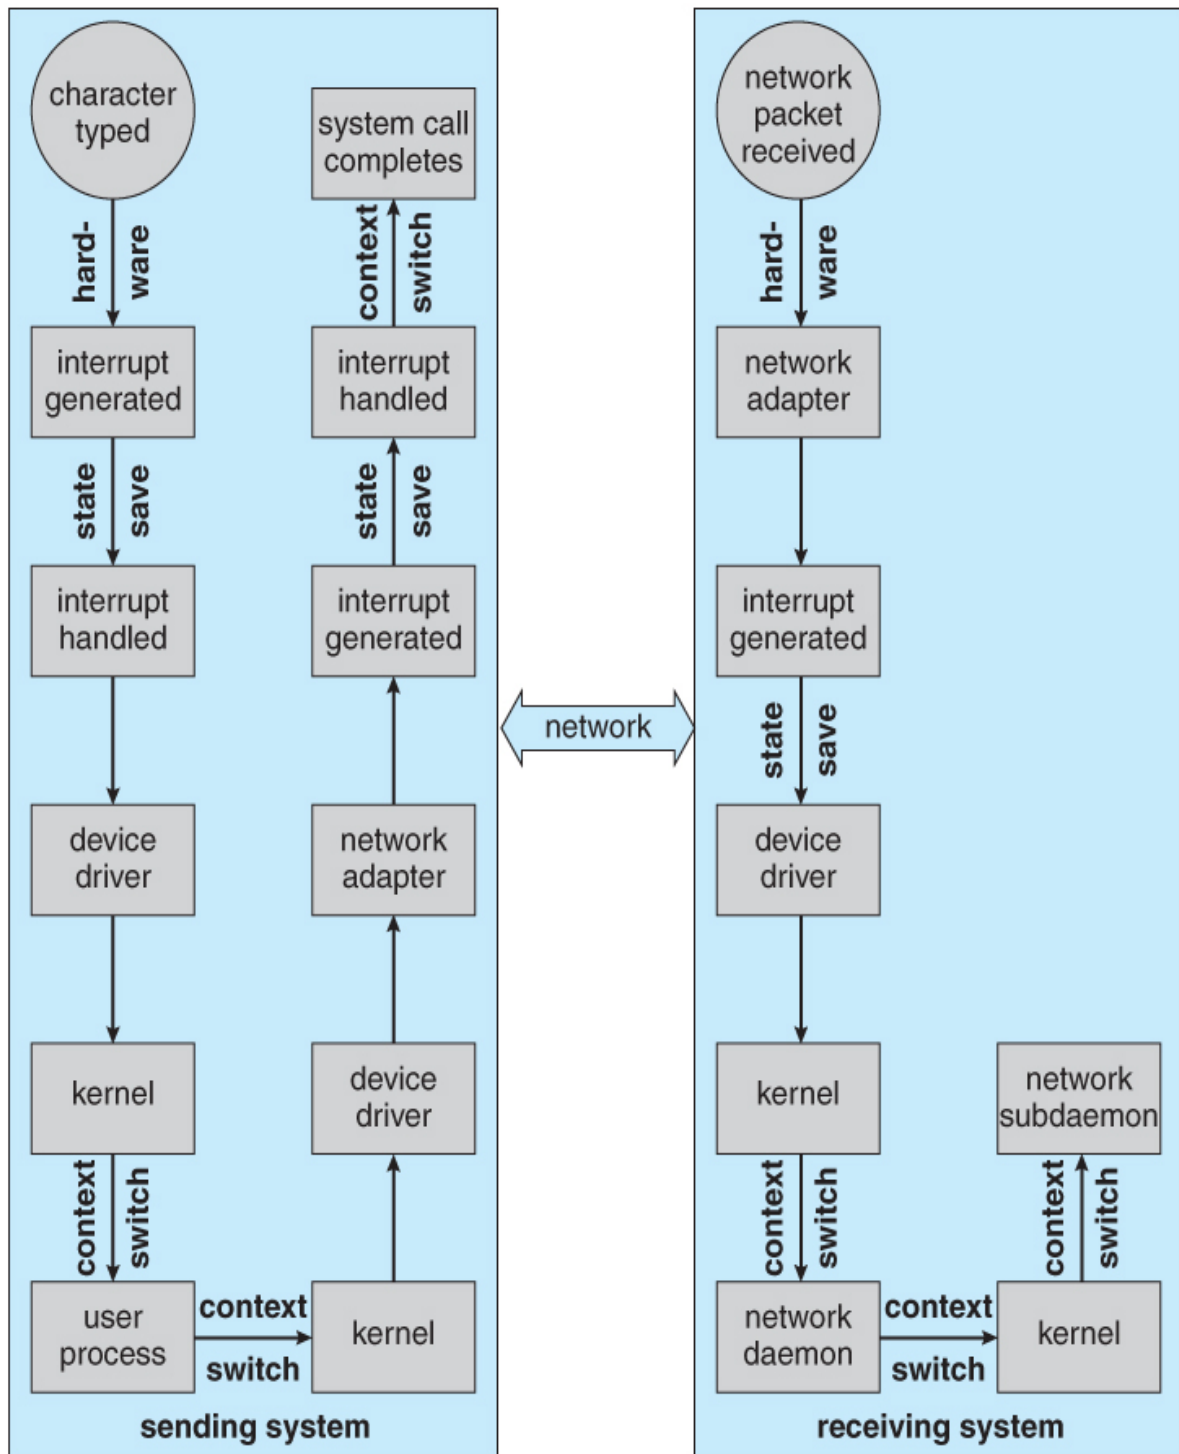 character
typed
hard-
ware
interrupt
generated
state
save
interrupt
handled
device
driver
kernel
context
switch
user
process
context
switch
kernel
device
driver
network
adapter
interrupt
generated
state
save
interrupt
handled
context
switch
system call
completes
sending system
network
network
packet
received
hard-
ware
network
adapter
interrupt
generated
state
save
device
driver
kernel
context
switch
network
daemon
context
switch
kernel
context
switch
network
subdaemon
receiving system